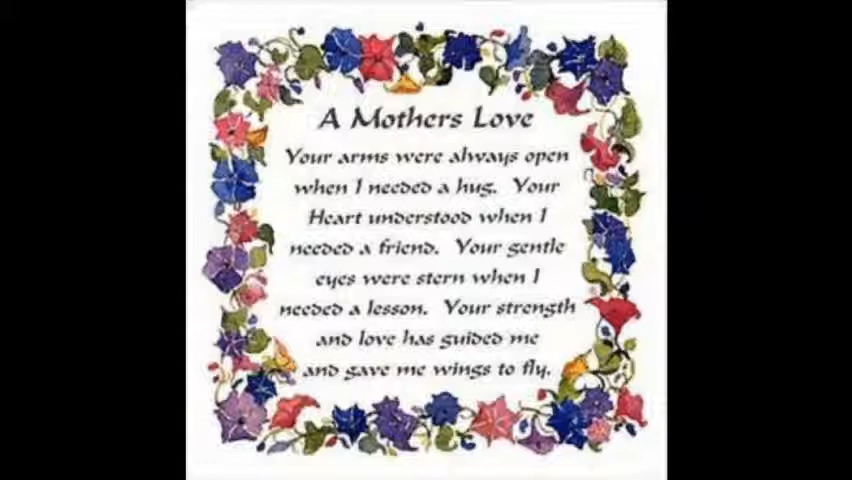 A Mothers Love
Your arms were always open
when I needed a hug. Your
Heart understood when I
needed a friend. Your gentle
eyes were stern when I
needed a lesson. Your strength
and love has guided me
and gave me wings to fly.